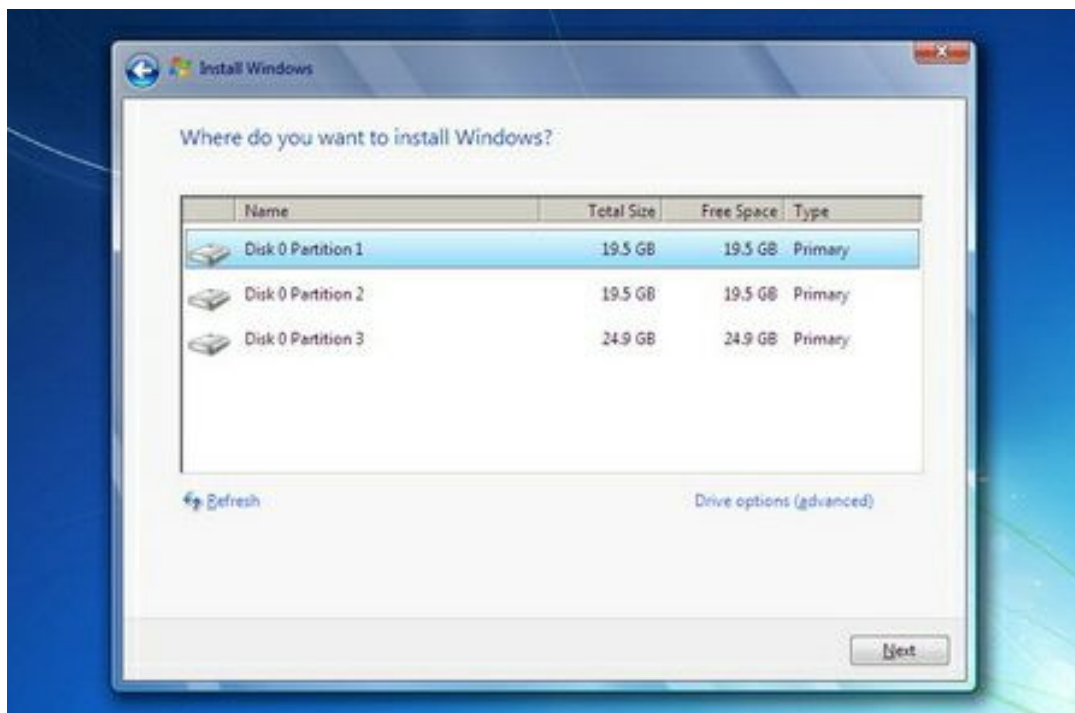 Install Windows
Where do you want to install Windows?
Name Total Size Free Space Type
Disk 0 Partition 1 19.5 GB 19.5 GB Primary
Disk 0 Partition 2 19.5 GB 19.5 GB Primary
Disk 0 Partition 3 24.9 GB 24.9 GB Primary
Refresh Drive options (advanced)
Next